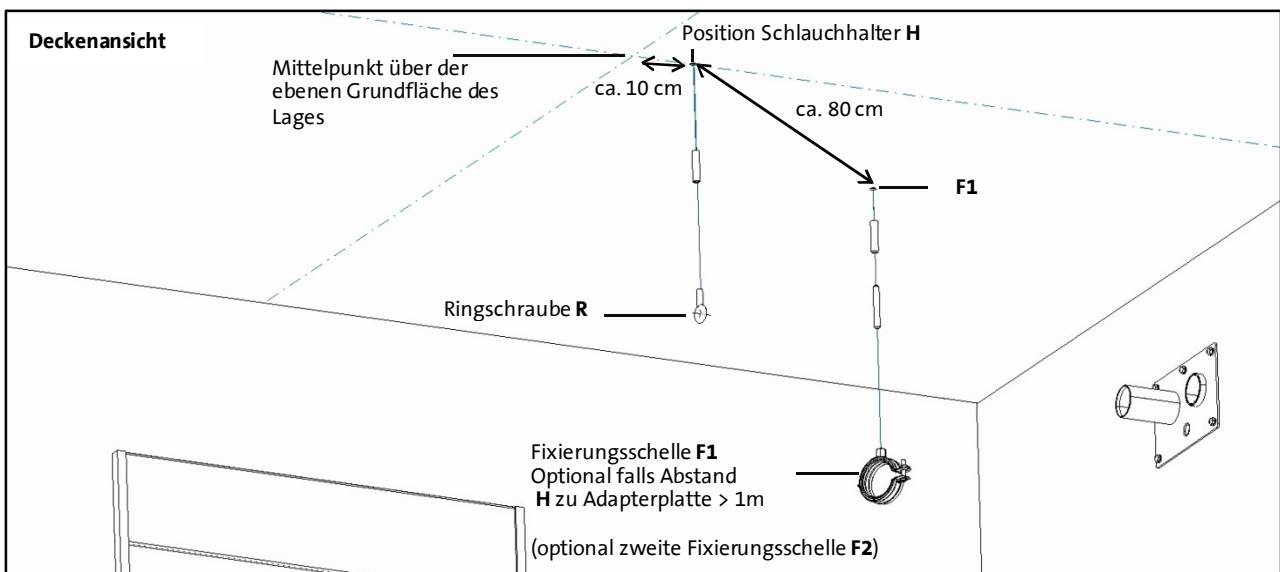 Deckenansicht
Position Schlauchhalter H
Mittelpunkt über der
ebenen Grundfläche des
Lages
ca. 10 cm
ca. 80 cm
F1
Ringschraube R
Fixierungsschelle F1
Optional falls Abstand
H zu Adapterplatte > 1m
(optional zweite Fixierungsschelle F2)